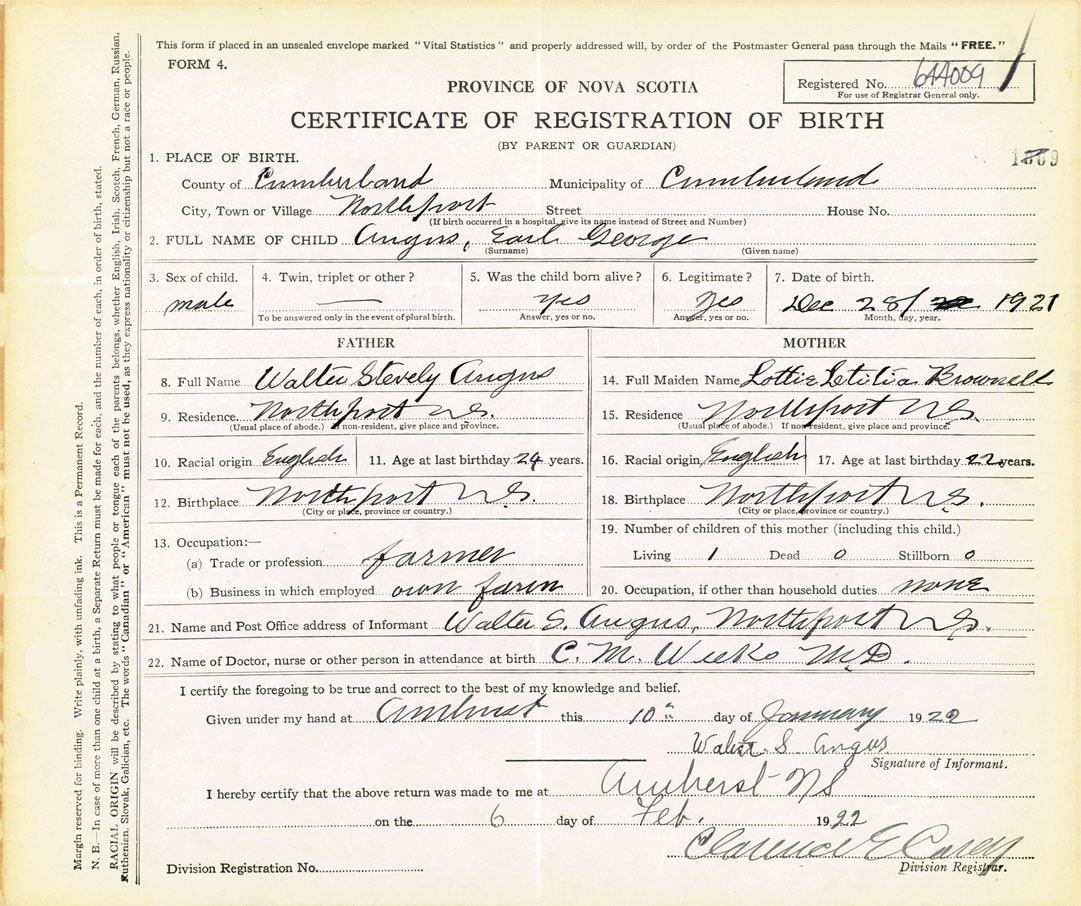 This form if placed in an unsealed envelope marked "Vital Statistics" and properly addressed will, by order of the Postmaster General pass through the Mails "FREE."
FORM 4.
Registered No. 644009
For use of Registrar General only.
PROVINCE OF NOVA SCOTIA
CERTIFICATE OF REGISTRATION OF BIRTH
(BY PARENT OR GUARDIAN)
1. PLACE OF BIRTH.
County of Cumberland Municipality of Cumberland
City, Town or Village Northport Street House No.
(If birth occurred in a hospital, give its name instead of Street and Number)
2. FULL NAME OF CHILD Angus, Earl George
(Surname) (Given name)
3. Sex of child. 4. Twin, triplet or other? 5. Was the child born alive? 6. Legitimate? 7. Date of birth.
male — yes yes Dec 28/ 1921
To be answered only in the event of plural birth. Answer, yes or no. Answer, yes or no. Month, day, year.
FATHER MOTHER
8. Full Name Walter Stevely Angus 14. Full Maiden Name Lottie Letitia Brownell
9. Residence. Northport N.S. 15. Residence Northport N.S.
(Usual place of abode.) If non-resident, give place and province. (Usual place of abode.) If non-resident, give place and province.
10. Racial origin English 11. Age at last birthday 24 years. 16. Racial origin English 17. Age at last birthday 22 years.
12. Birthplace Northport N.S. 18. Birthplace Northport N.S.
(City or place, province or country.) (City or place, province or country.)
13. Occupation:— 19. Number of children of this mother (including this child.)
(a) Trade or profession farmer Living 1 Dead 0 Stillborn 0
(b) Business in which employed own farm 20. Occupation, if other than household duties none
21. Name and Post Office address of Informant Walter S. Angus, Northport N.S.
22. Name of Doctor, nurse or other person in attendance at birth C. M. Weeks M.D.
I certify the foregoing to be true and correct to the best of my knowledge and belief.
Given under my hand at Amherst this 10th day of January 1922
Walter S. Angus
Signature of Informant.
I hereby certify that the above return was made to me at Amherst NS
on the 6 day of Feb. 1922
Clarence E Casey
Division Registration No. Division Registrar.
Margin reserved for binding. Write plainly, with unfading ink. This is a Permanent Record.
N. B.—In case of more than one child at a birth, a Separate Return must be made for each, and the number of each, in order of birth, stated.
RACIAL ORIGIN will be described by stating to what people or tongue each of the parents belongs, whether English, Irish, Scotch, French, German, Russian,
Ruthenian, Slovak, Galician, etc. The words "Canadian" or "American" must not be used, as they express nationality or citizenship but not a race or people.